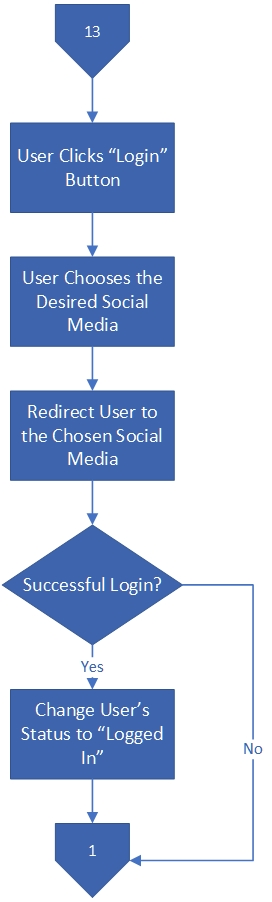 13
User Clicks “Login”
Button
User Chooses the
Desired Social
Media
Redirect User to
the Chosen Social
Media
Successful Login?
Yes
Change User’s
Status to “Logged
In”
No
1